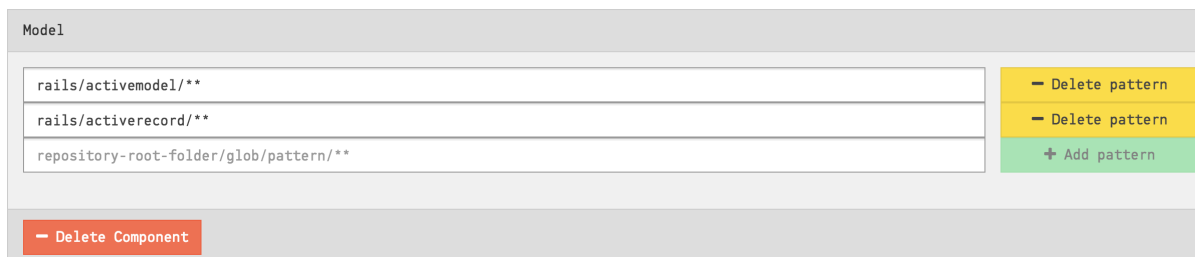 Model
rails/activemodel/** − Delete pattern
rails/activerecord/** − Delete pattern
repository-root-folder/glob/pattern/** + Add pattern
− Delete Component